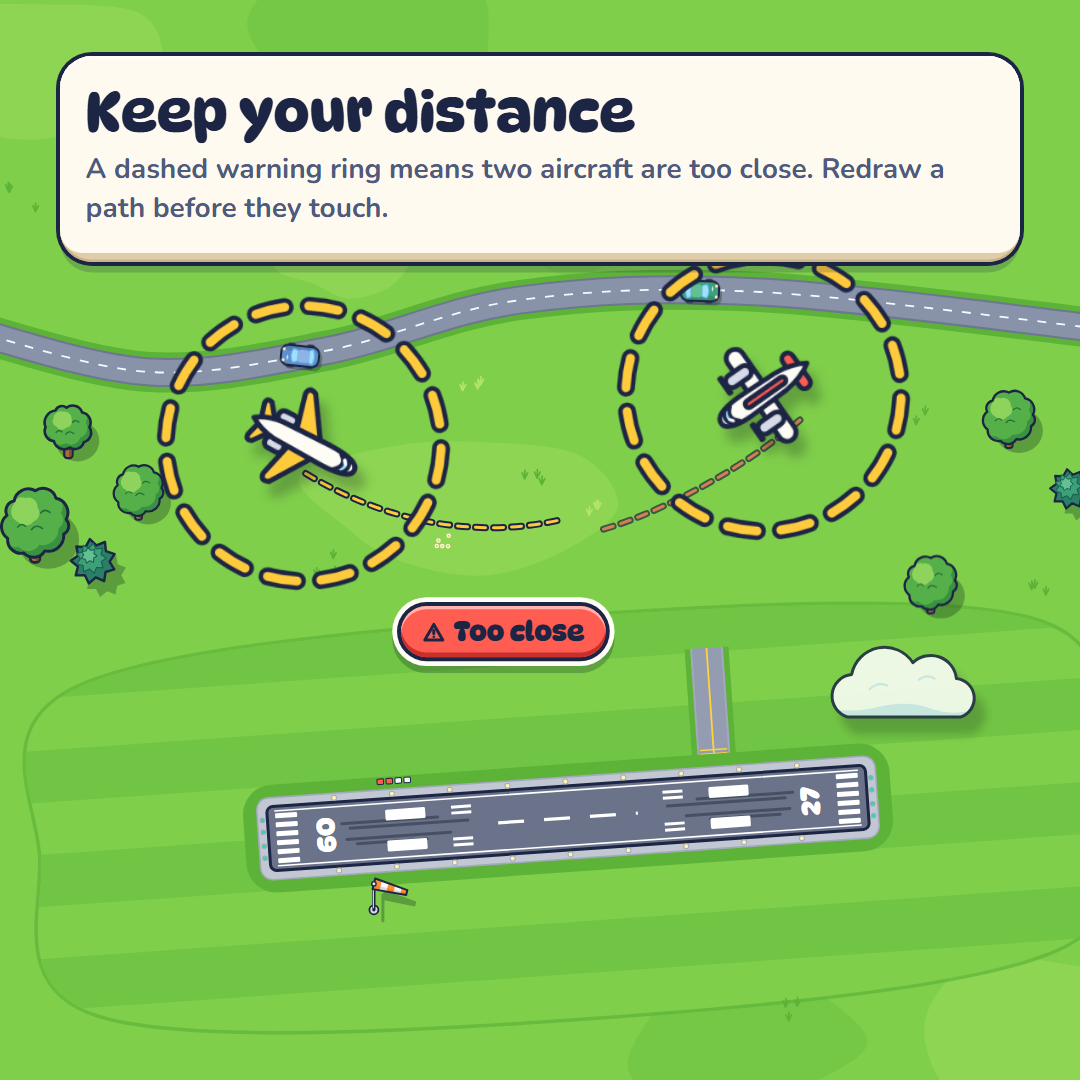 Keep your distance
A dashed warning ring means two aircraft are too close. Redraw a
path before they touch.
Too close
09
27